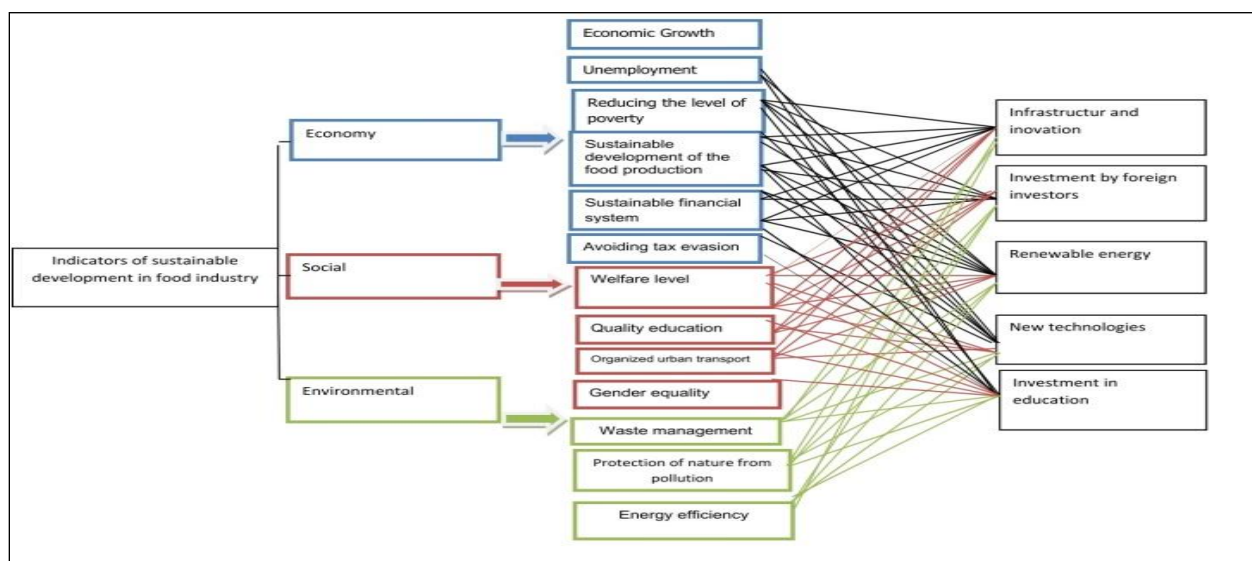 Indicators of sustainable
development in food industry
Economy
Social
Environmental
Economic Growth
Unemployment
Reducing the level of
poverty
Sustainable
development of the
food production
Sustainable financial
system
Avoiding tax evasion
Welfare level
Quality education
Organized urban transport
Gender equality
Waste management
Protection of nature from
pollution
Energy efficiency
Infrastructur and
inovation
Investment by foreign
investors
Renewable energy
New technologies
Investment in
education